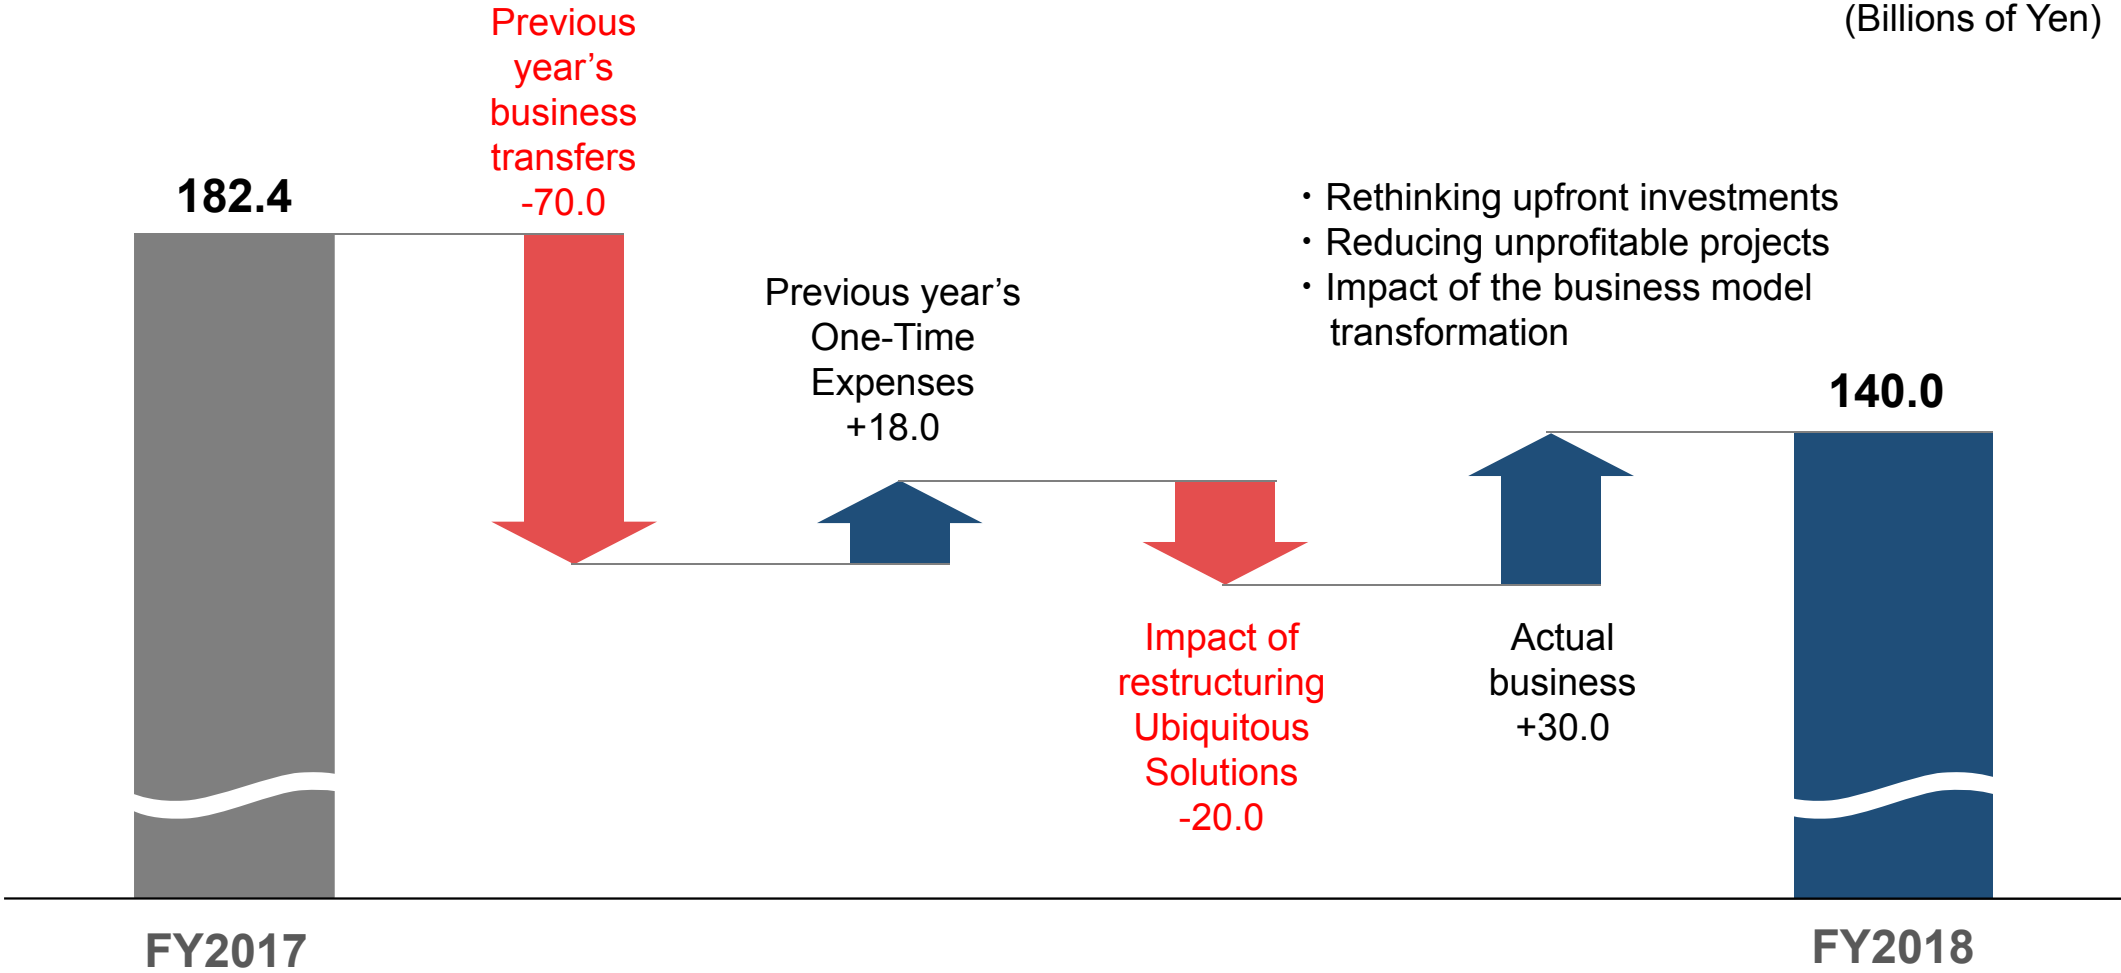 (Billions of Yen)
Previous
year’s
business
transfers
-70.0
182.4
Previous year’s
One-Time
Expenses
+18.0
・Rethinking upfront investments
・Reducing unprofitable projects
・Impact of the business model
transformation
140.0
Impact of
restructuring
Ubiquitous
Solutions
-20.0
Actual
business
+30.0
FY2017
FY2018